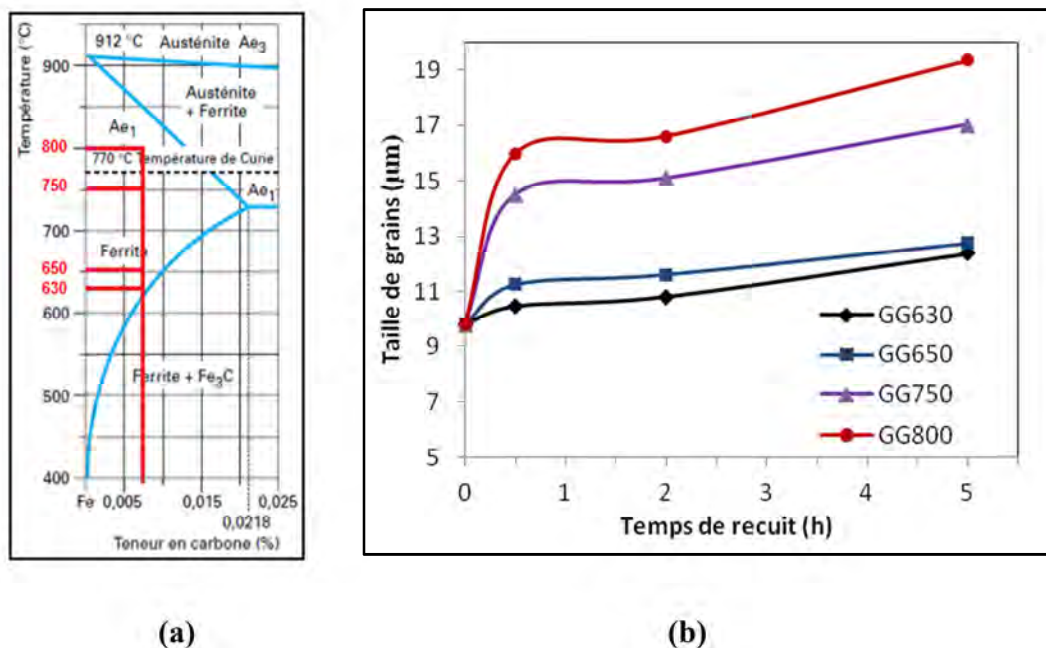 Température (°C)
912 °C Austénite Ae3
900
Austénite
+ Ferrite
Ae1
800
770 °C Température de Curie
750
Ae1
700
Ferrite
650
630
600
Ferrite + Fe3C
500
400
Fe 0,005 0,015 0,025
0,0218
Teneur en carbone (%)
(a)
Taille de grains (µm)
19
17
15
13
11
9
7
5
GG630
GG650
GG750
GG800
0 1 2 3 4 5
Temps de recuit (h)
(b)